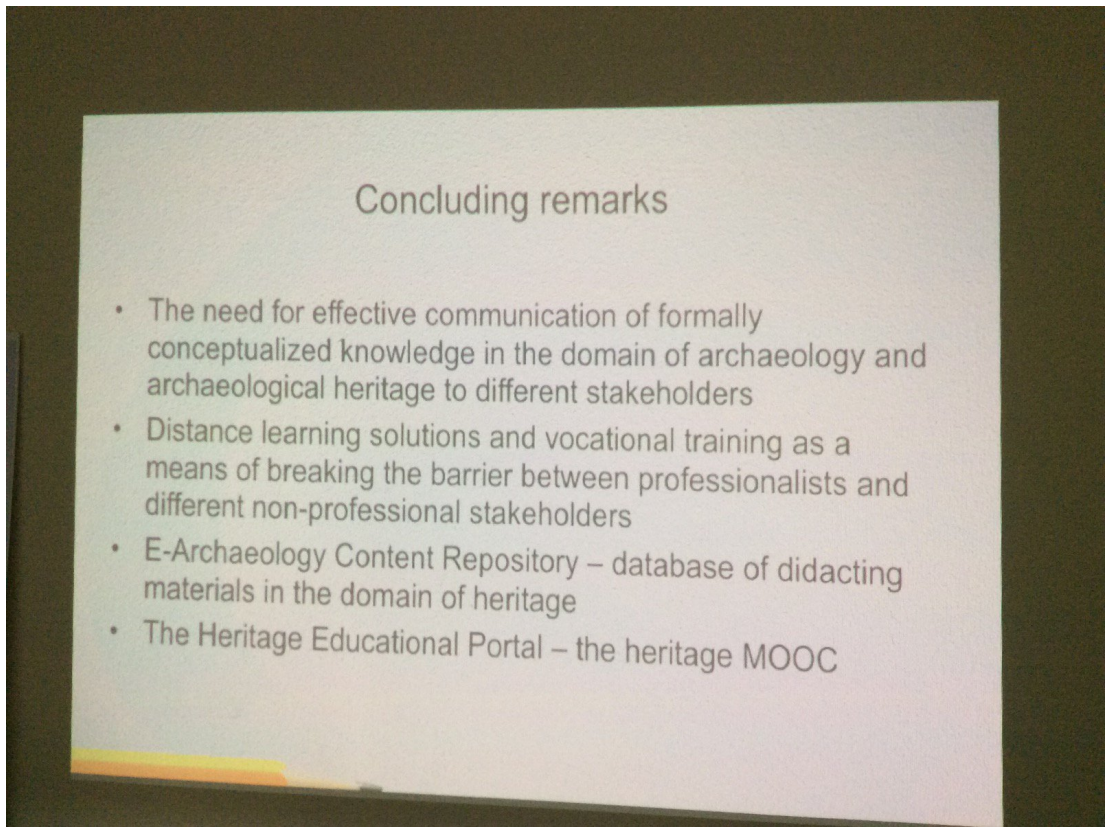 Concluding remarks
• The need for effective communication of formally
conceptualized knowledge in the domain of archaeology and
archaeological heritage to different stakeholders
• Distance learning solutions and vocational training as a
means of breaking the barrier between professionalists and
different non-professional stakeholders
• E-Archaeology Content Repository – database of didacting
materials in the domain of heritage
• The Heritage Educational Portal – the heritage MOOC